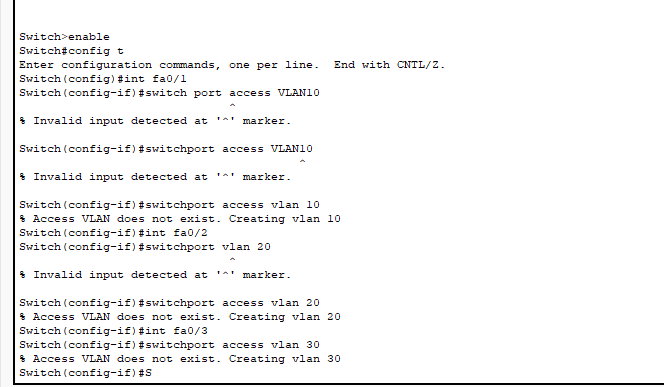 Switch>enable
Switch#config t
Enter configuration commands, one per line.  End with CNTL/Z.
Switch(config)#int fa0/1
Switch(config-if)#switch port access VLAN10
^
% Invalid input detected at '^' marker.
Switch(config-if)#switchport access VLAN10
^
% Invalid input detected at '^' marker.
Switch(config-if)#switchport access vlan 10
% Access VLAN does not exist. Creating vlan 10
Switch(config-if)#int fa0/2
Switch(config-if)#switchport vlan 20
^
% Invalid input detected at '^' marker.
Switch(config-if)#switchport access vlan 20
% Access VLAN does not exist. Creating vlan 20
Switch(config-if)#int fa0/3
Switch(config-if)#switchport access vlan 30
% Access VLAN does not exist. Creating vlan 30
Switch(config-if)#S